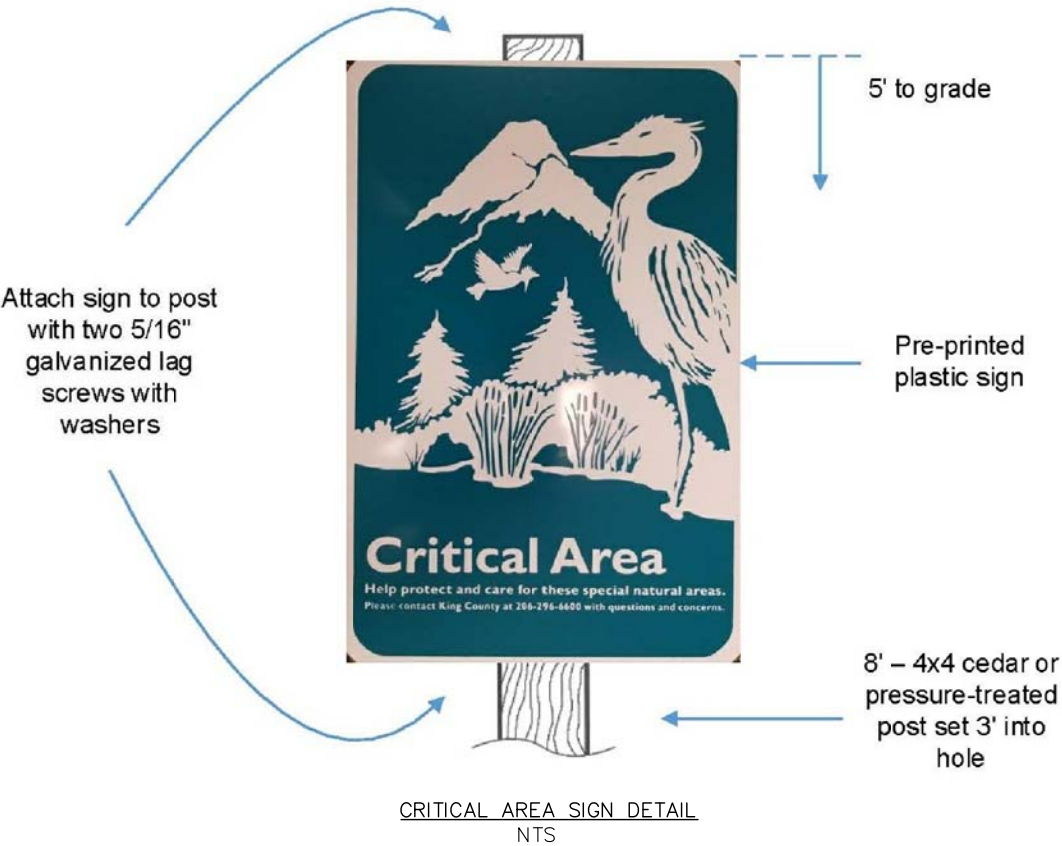 5' to grade
Attach sign to post
with two 5/16"
galvanized lag
screws with
washers
Pre-printed
plastic sign
Critical Area
Help protect and care for these special natural areas.
Please contact King County at 206-296-6600 with questions and concerns.
8' – 4x4 cedar or
pressure-treated
post set 3' into
hole
CRITICAL AREA SIGN DETAIL
NTS